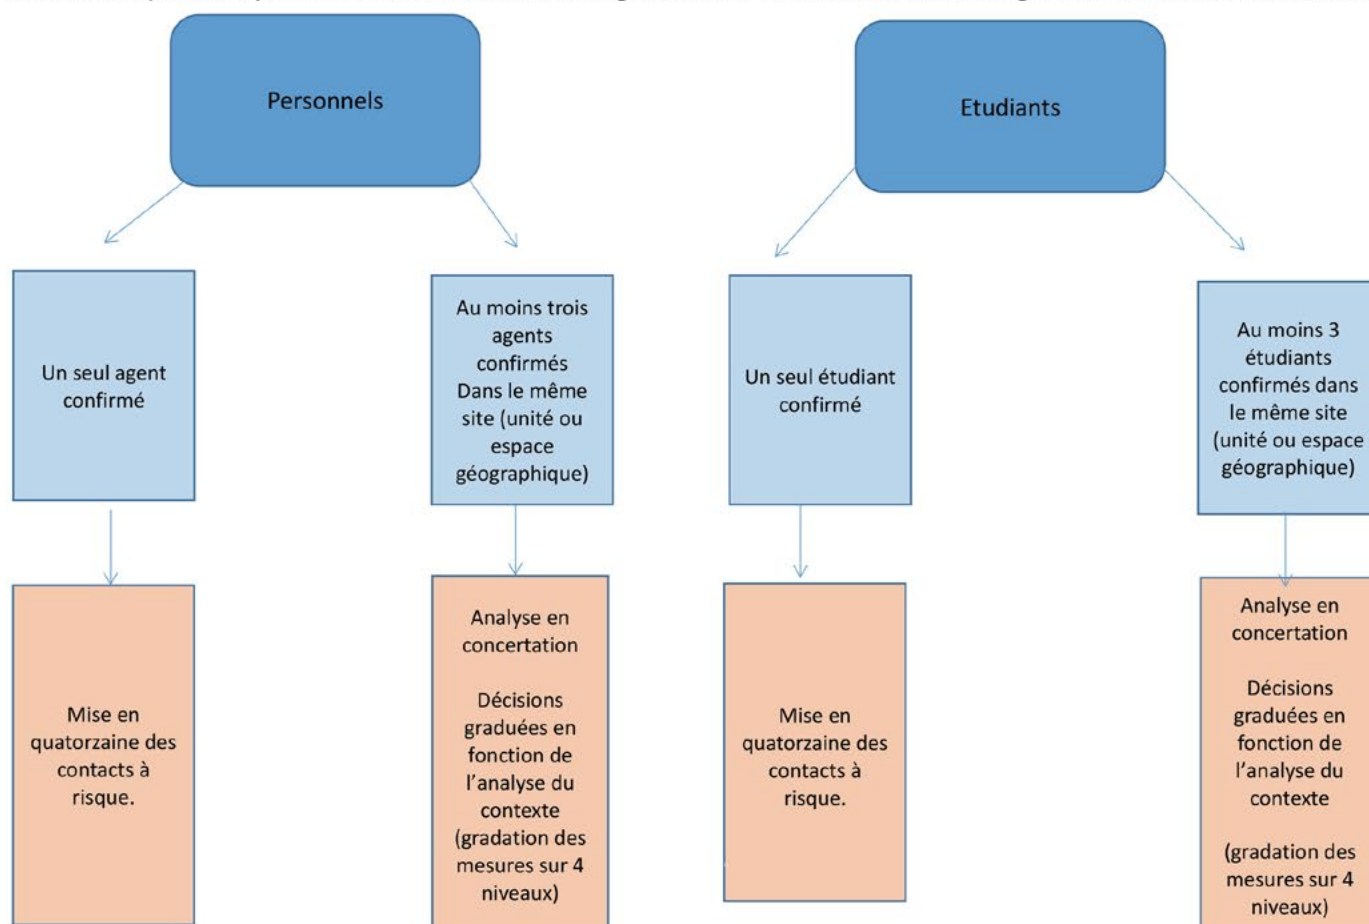 Personnels
Etudiants
Un seul agent
confirmé
Au moins trois
agents
confirmés
Dans le même
site (unité ou
espace
géographique)
Un seul étudiant
confirmé
Au moins 3
étudiants
confirmés dans
le même site
(unité ou espace
géographique)
Mise en
quatorzaine des
contacts à
risque.
Analyse en
concertation
Décisions
graduées en
fonction de
l’analyse du
contexte
(gradation des
mesures sur 4
niveaux)
Mise en
quatorzaine des
contacts à
risque.
Analyse en
concertation
Décisions
graduées en
fonction de
l’analyse du
contexte
(gradation des
mesures sur 4
niveaux)